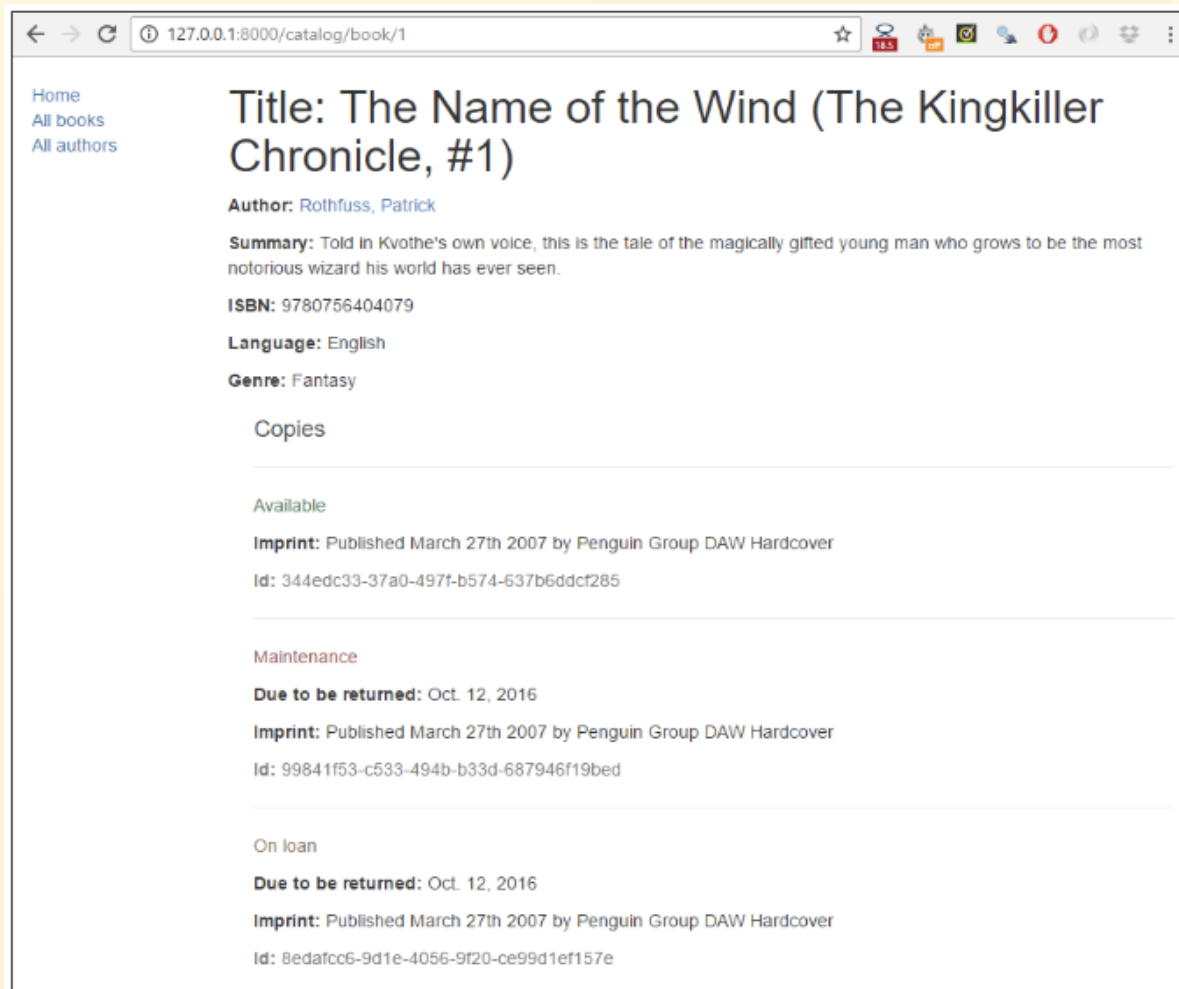 127.0.0.1:8000/catalog/book/1
18.5
off
Home
All books
All authors
Title: The Name of the Wind (The Kingkiller
Chronicle, #1)
Author: Rothfuss, Patrick
Summary: Told in Kvothe's own voice, this is the tale of the magically gifted young man who grows to be the most
notorious wizard his world has ever seen.
ISBN: 9780756404079
Language: English
Genre: Fantasy
Copies
Available
Imprint: Published March 27th 2007 by Penguin Group DAW Hardcover
Id: 344edc33-37a0-497f-b574-637b6ddcf285
Maintenance
Due to be returned: Oct. 12, 2016
Imprint: Published March 27th 2007 by Penguin Group DAW Hardcover
Id: 99841f53-c533-494b-b33d-687946f19bed
On loan
Due to be returned: Oct. 12, 2016
Imprint: Published March 27th 2007 by Penguin Group DAW Hardcover
Id: 8edafcc6-9d1e-4056-9f20-ce99d1ef157e